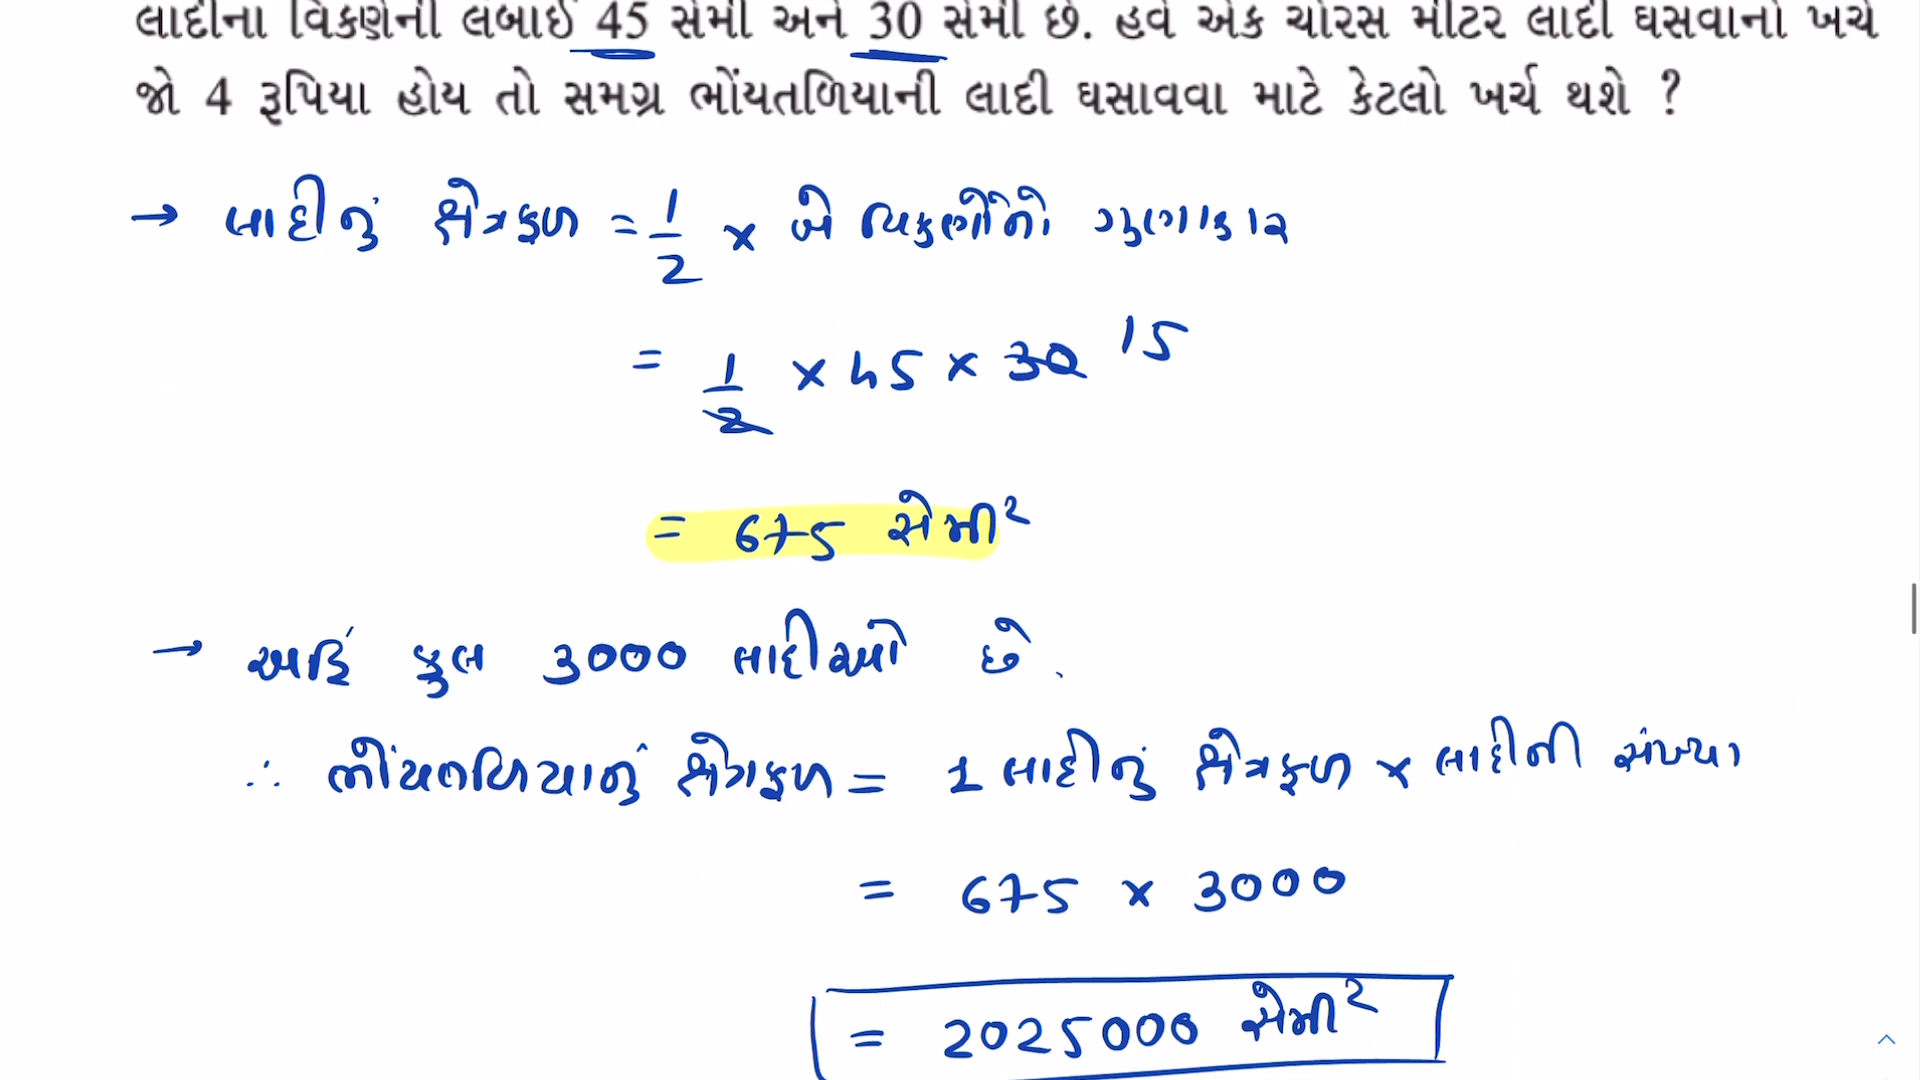 લાદીના વિકર્ણની લંબાઈ 45 સેમી અને 30 સેમી છે. હવે એક ચોરસ મીટર લાદી ઘસવાનો ખર્ચ
જો 4 રૂપિયા હોય તો સમગ્ર ભોંયતળિયાની લાદી ઘસાવવા માટે કેટલો ખર્ચ થશે ?
→ લાદીનું ક્ષેત્રફળ = 1/2 × બે વિકર્ણોનો ગુણાકાર
= 1/2 × 45 × 30 15
= 675 સેમી²
→ અહિં કુલ 3000 લાદીઓ છે.
∴ ભોંયતળિયાનું ક્ષેત્રફળ = 1 લાદીનું ક્ષેત્રફળ × લાદીની સંખ્યા
= 675 × 3000
= 2025000 સેમી²